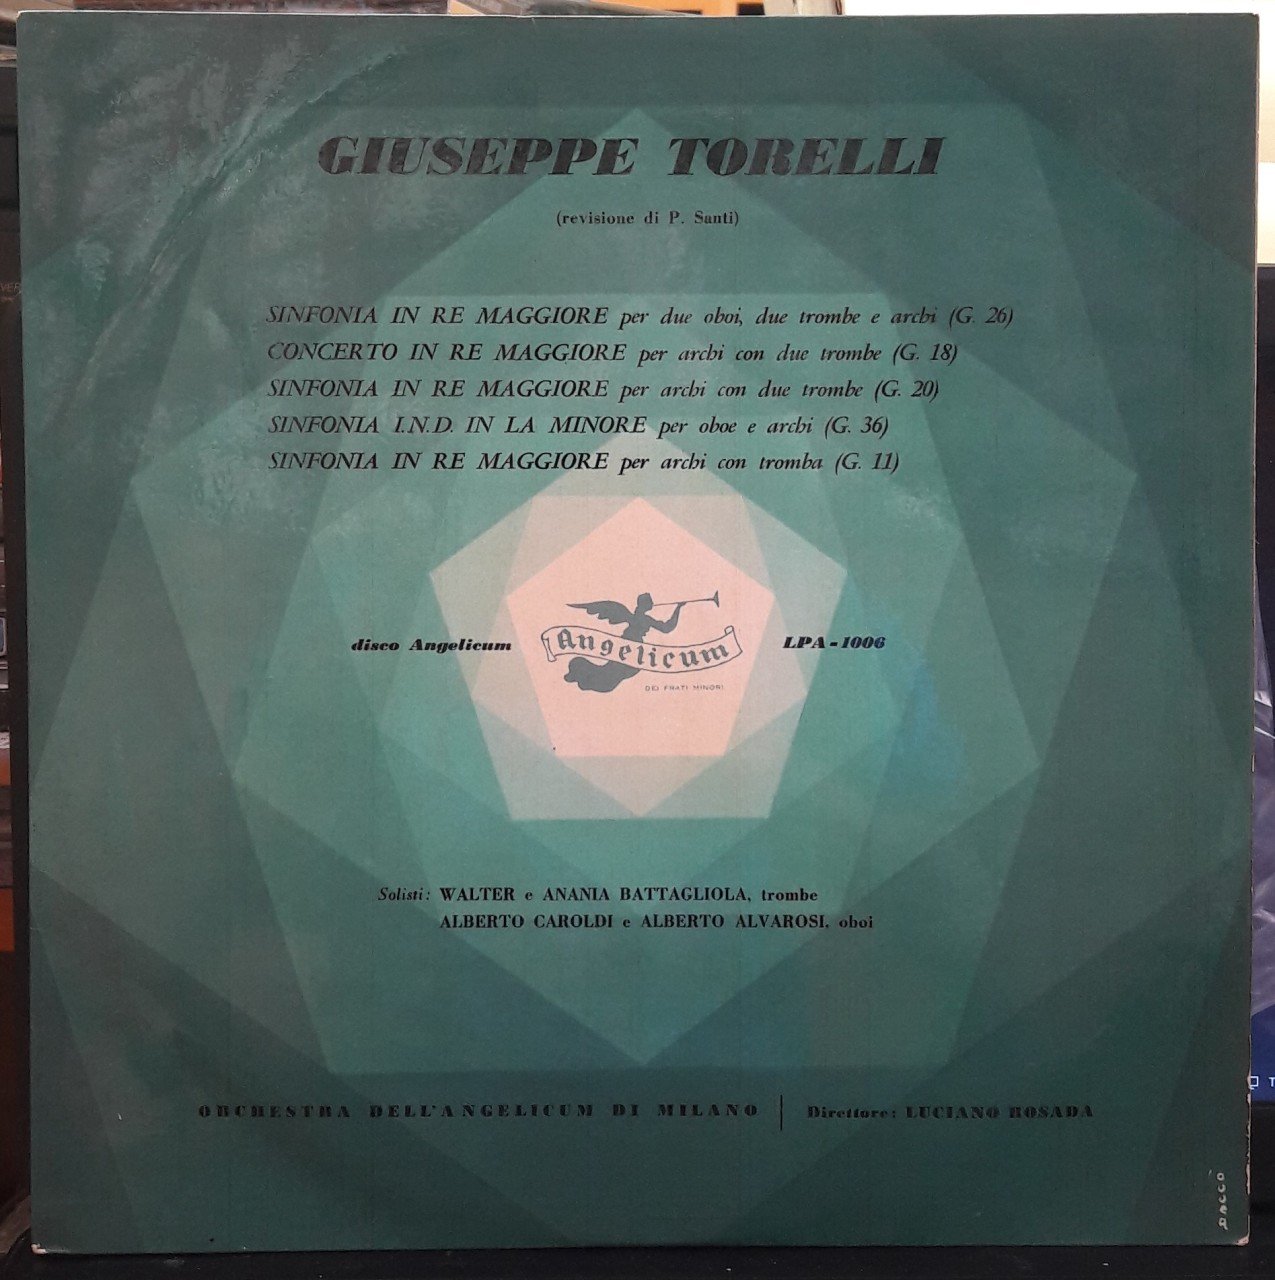 GIUSEPPE TORELLI
(revisione di P. Santi)
SINFONIA IN RE MAGGIORE per due oboi, due trombe e archi (G. 26)
CONCERTO IN RE MAGGIORE per archi con due trombe (G. 18)
SINFONIA IN RE MAGGIORE per archi con due trombe (G. 20)
SINFONIA I.N.D. IN LA MINORE per oboe e archi (G. 36)
SINFONIA IN RE MAGGIORE per archi con tromba (G. 11)
disco Angelicum
Angelicum
DEI FRATI MINORI
LPA-1006
Solisti: WALTER e ANANIA BATTAGLIOLA, trombe
ALBERTO CAROLDI e ALBERTO ALVAROSI, oboi
ORCHESTRA DELL'ANGELICUM DI MILANO | Direttore: LUCIANO ROSADA